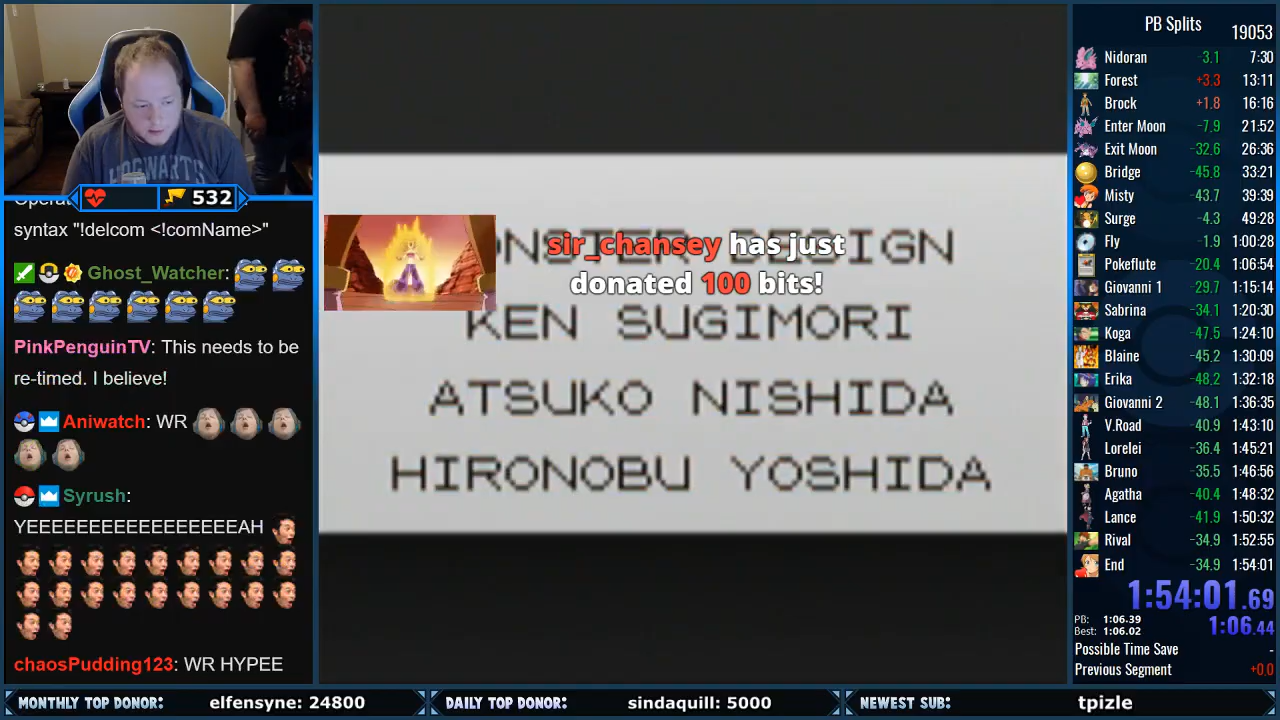 HOGWARTS
532
syntax "!delcom <!comName>"
Ghost_Watcher:
PinkPenguinTV: This needs to be
re-timed. I believe!
Aniwatch: WR
Syrush:
YEEEEEEEEEEEEEEEEEAH
chaosPudding123: WR HYPEE
sir_chansey has just
donated 100 bits!
DESIGN
KEN SUGIMORI
ATSUKO NISHIDA
HIRONOBU YOSHIDA
PB Splits
19053
Nidoran -3.1 7:30
Forest +3.3 13:11
Brock +1.8 16:16
Enter Moon -7.9 21:52
Exit Moon -32.6 26:36
Bridge -45.8 33:21
Misty -43.7 39:39
Surge -4.3 49:28
Fly -1.9 1:00:28
Pokeflute -20.4 1:06:54
Giovanni 1 -29.7 1:15:14
Sabrina -34.1 1:20:30
Koga -47.5 1:24:10
Blaine -45.2 1:30:09
Erika -48.2 1:32:18
Giovanni 2 -48.1 1:36:35
V.Road -40.9 1:43:10
Lorelei -36.4 1:45:21
Bruno -35.5 1:46:56
Agatha -40.4 1:48:32
Lance -41.9 1:50:32
Rival -34.9 1:52:55
End -34.9 1:54:01
1:54:01.69
PB: 1:06.39
Best: 1:06.02
1:06.44
Possible Time Save -
Previous Segment +0.0
MONTHLY TOP DONOR: elfensyne: 24800
DAILY TOP DONOR: sindaquill: 5000
NEWEST SUB: tpizle